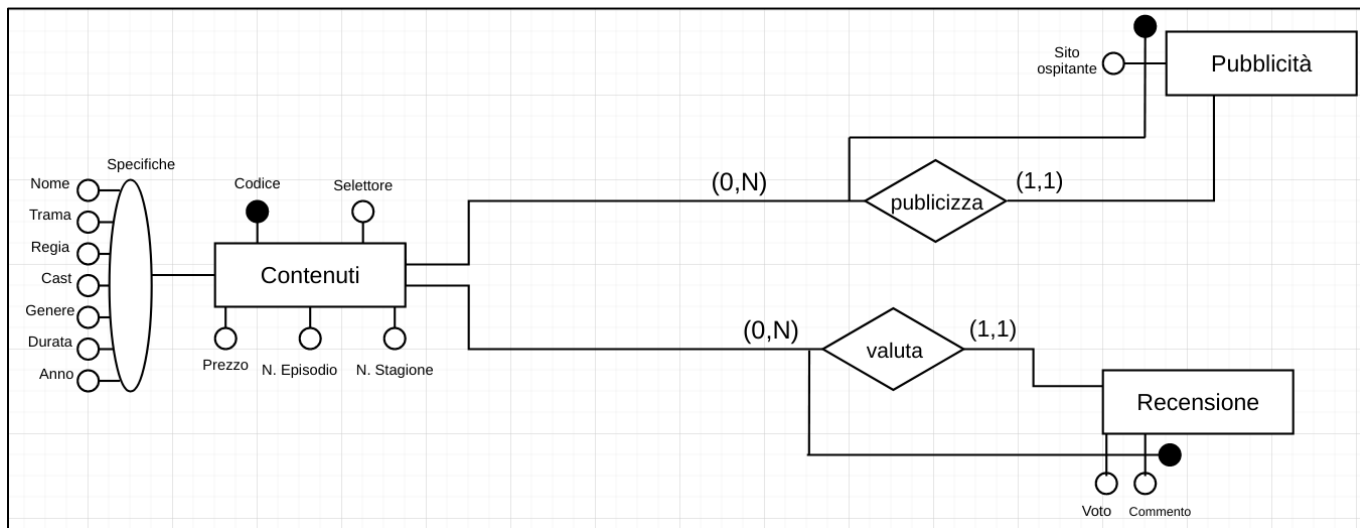 Sito
ospitante
Pubblicità
Specifiche
Nome
Trama
Regia
Cast
Genere
Durata
Anno
Codice
Selettore
Contenuti
Prezzo
N. Episodio
N. Stagione
(0,N)
publicizza
(1,1)
(0,N)
valuta
(1,1)
Recensione
Voto
Commento